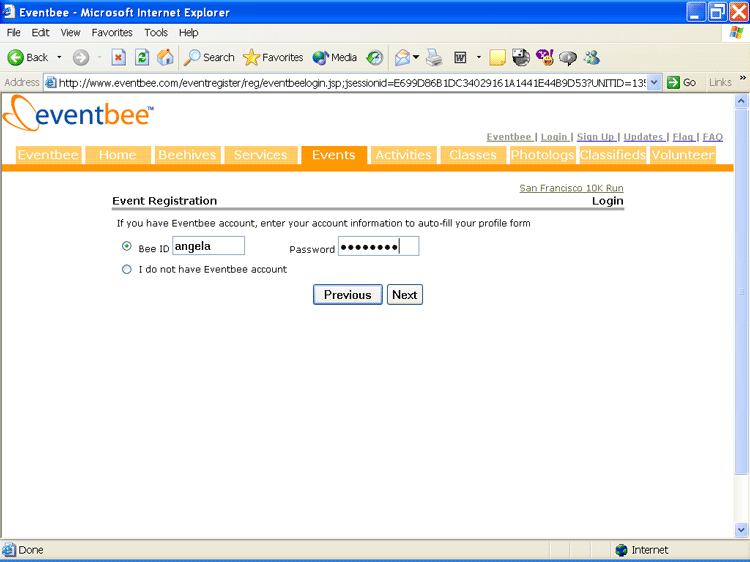 Eventbee - Microsoft Internet Explorer
File Edit View Favorites Tools Help
Back Search Favorites Media
Address http://www.eventbee.com/eventregister/reg/eventbeelogin.jsp;jsessionid=E699D86B1DC34029161A1441E44B9D53?UNITID=135 Go Links »
eventbee™
Eventbee | Login | Sign Up | Updates | Flag | FAQ
Eventbee Home Beehives Services Events Activities Classes Photologs Classifieds Volunteer
San Francisco 10K Run
Event Registration Login
If you have Eventbee account, enter your account information to auto-fill your profile form
Bee ID angela Password ●●●●●●●●
I do not have Eventbee account
Previous Next
Done Internet